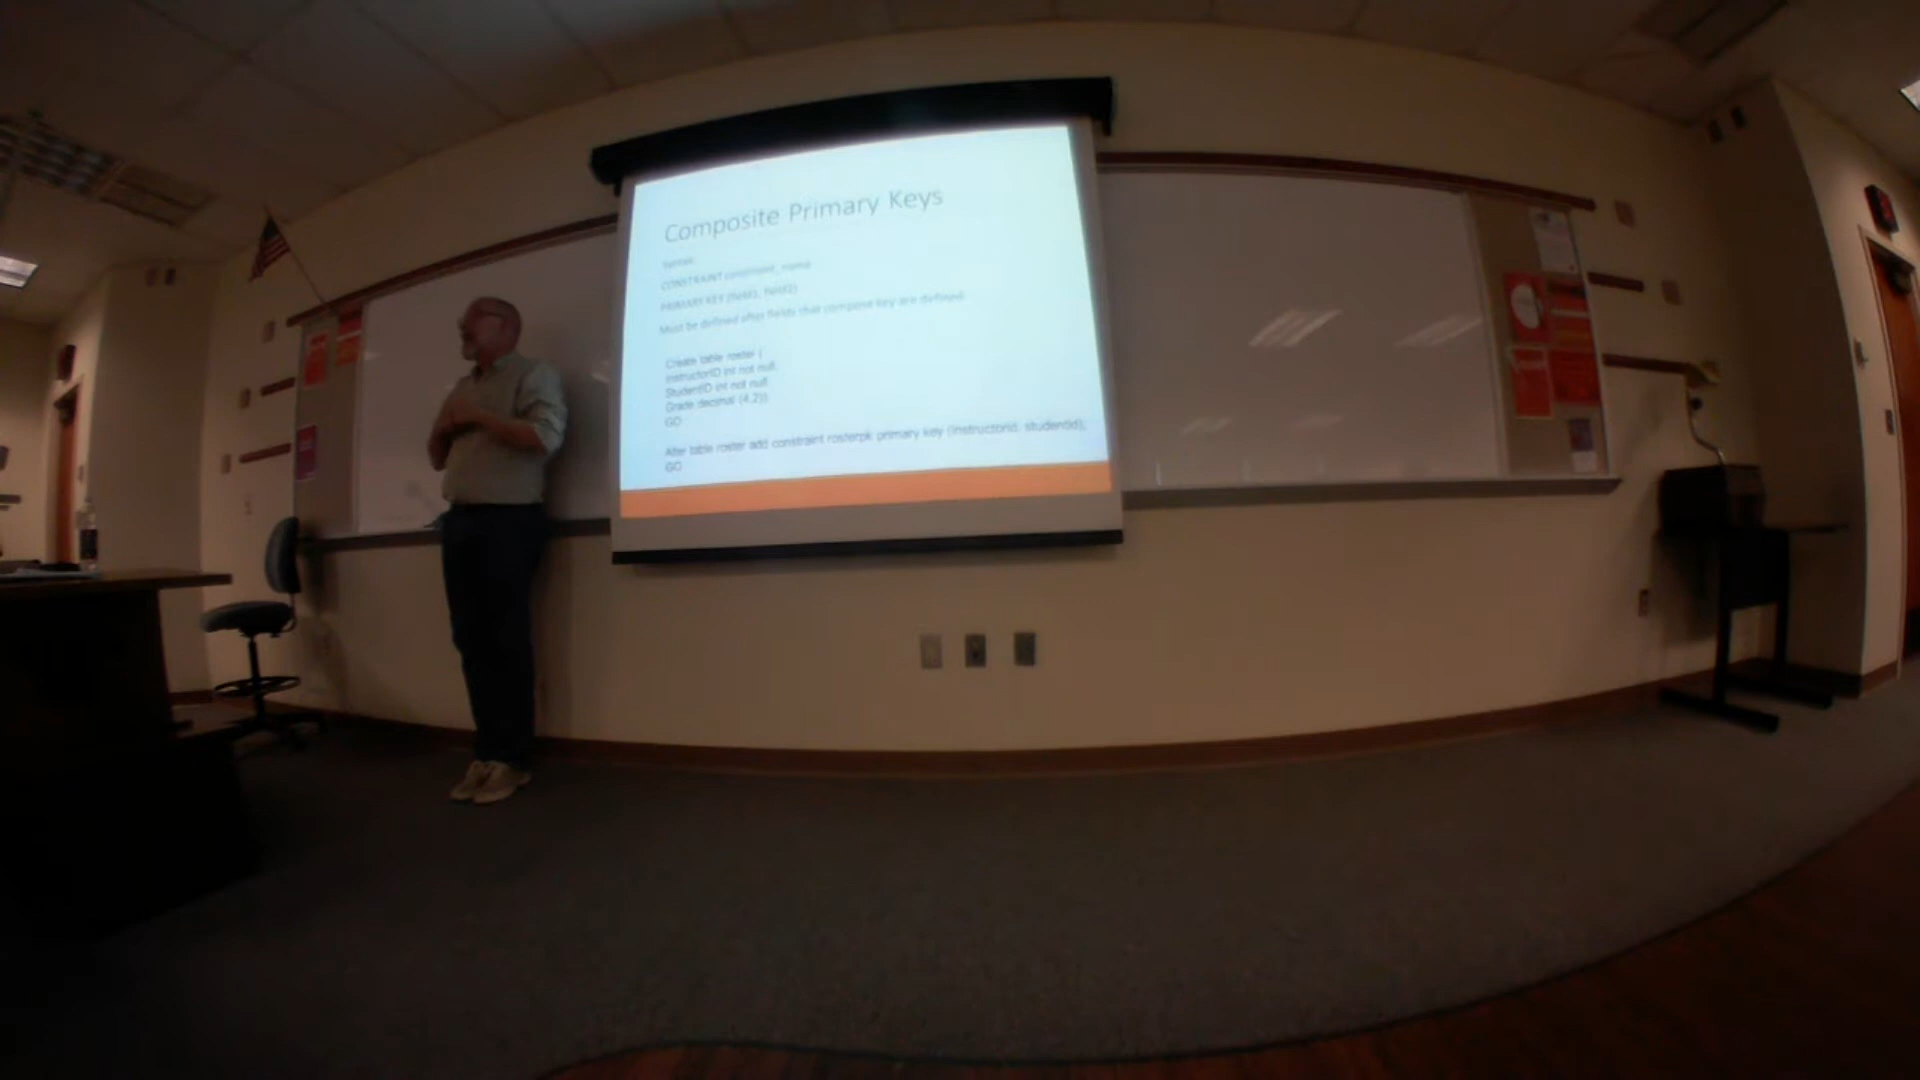 Composite Primary Keys
Syntax:
CONSTRAINT constraint_name
PRIMARY KEY (field1, field2)
Must be defined after fields that compose key are defined
Create table roster (
InstructorID int not null,
StudentID int not null,
Grade decimal (4,2))
GO
Alter table roster add constraint rosterpk primary key (instructorid, studentid);
GO